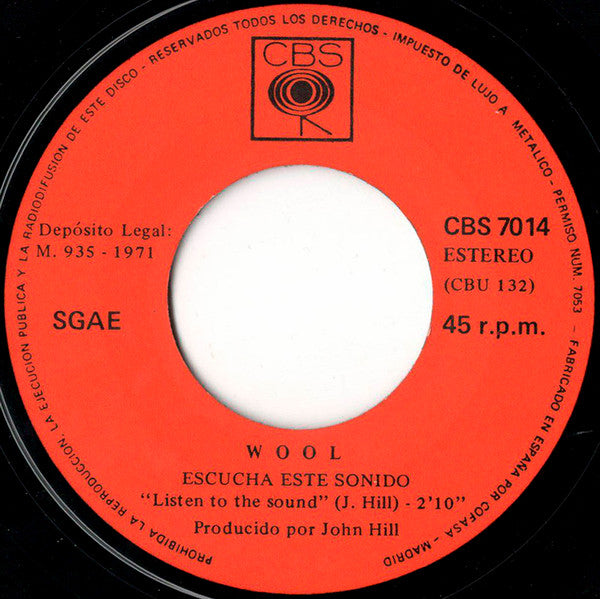 CBS
Depósito Legal:
M. 935 - 1971
SGAE
CBS 7014
ESTEREO
(CBU 132)
45 r.p.m.
WOOL
ESCUCHA ESTE SONIDO
“Listen to the sound” (J. Hill) - 2’10”
Producido por John Hill
PROHIBIDA LA REPRODUCCION, LA EJECUCION PUBLICA Y LA RADIODIFUSION DE ESTE DISCO - RESERVADOS TODOS LOS DERECHOS - IMPUESTO DE LUJO A METALICO - PERMISO NUM. 7053 - FABRICADO EN ESPAÑA POR COFASA - MADRID